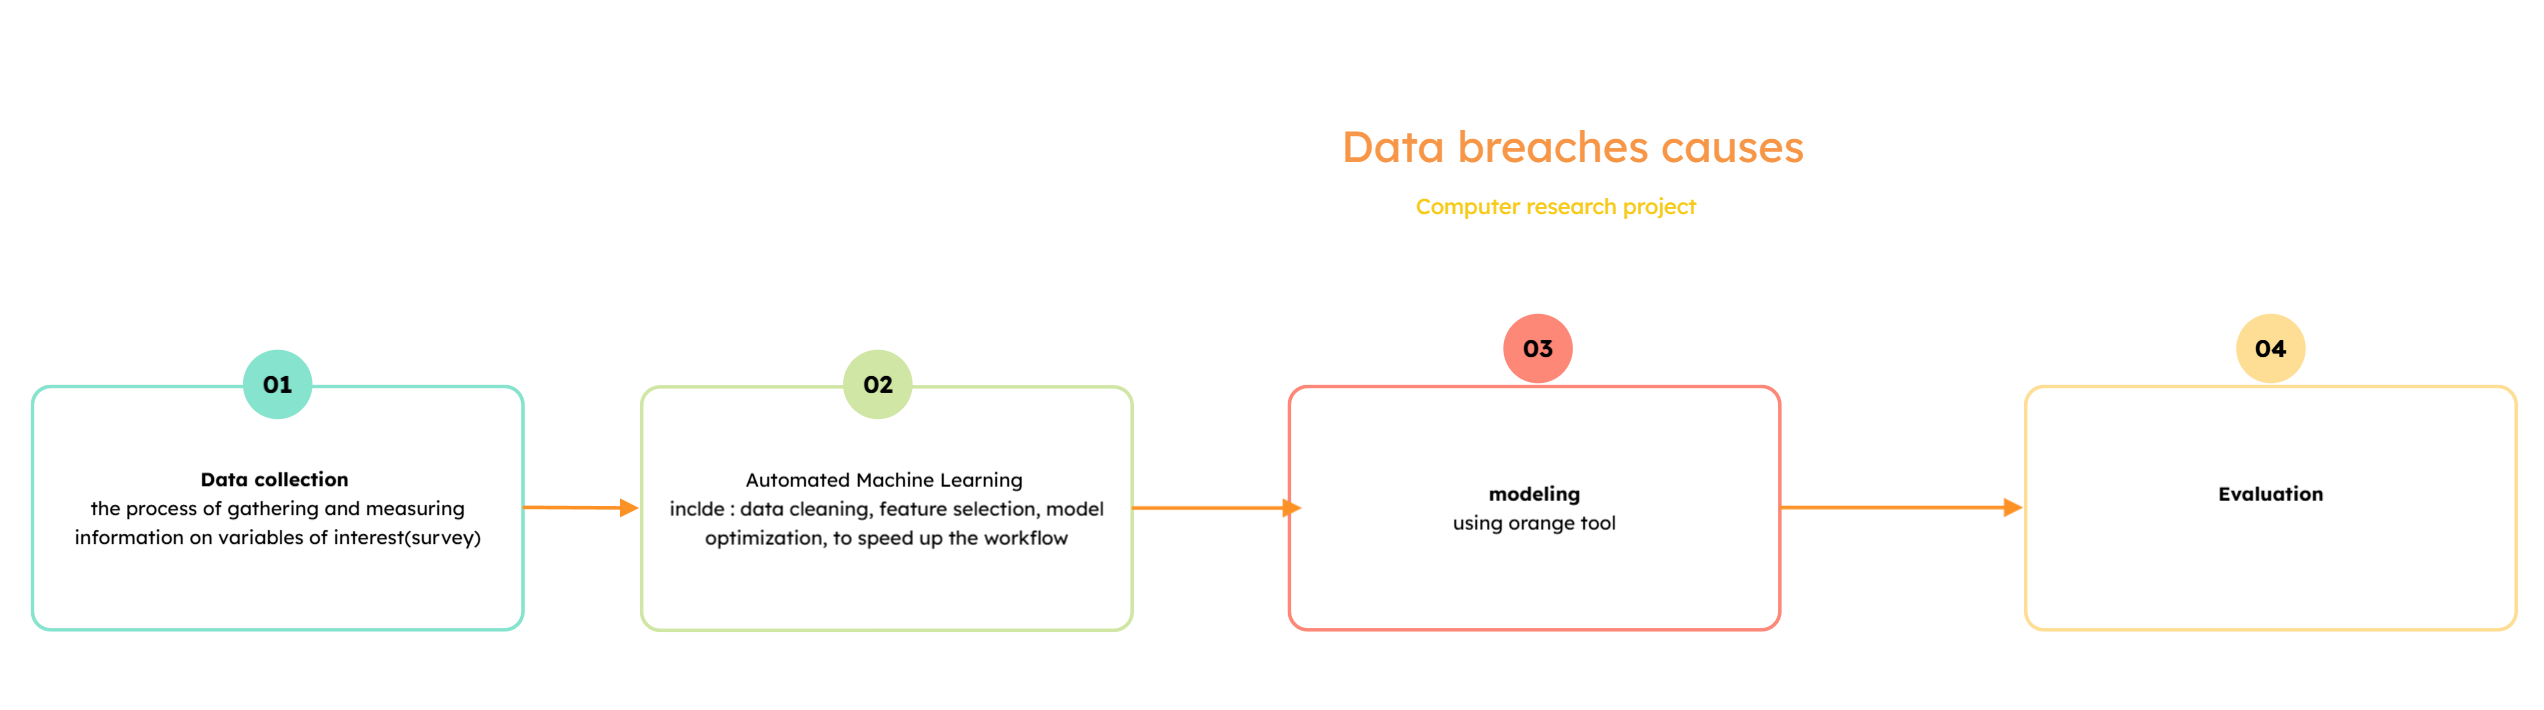 Data breaches causes
Computer research project
01
Data collection
the process of gathering and measuring
information on variables of interest(survey)
02
Automated Machine Learning
inclde : data cleaning, feature selection, model
optimization, to speed up the workflow
03
modeling
using orange tool
04
Evaluation